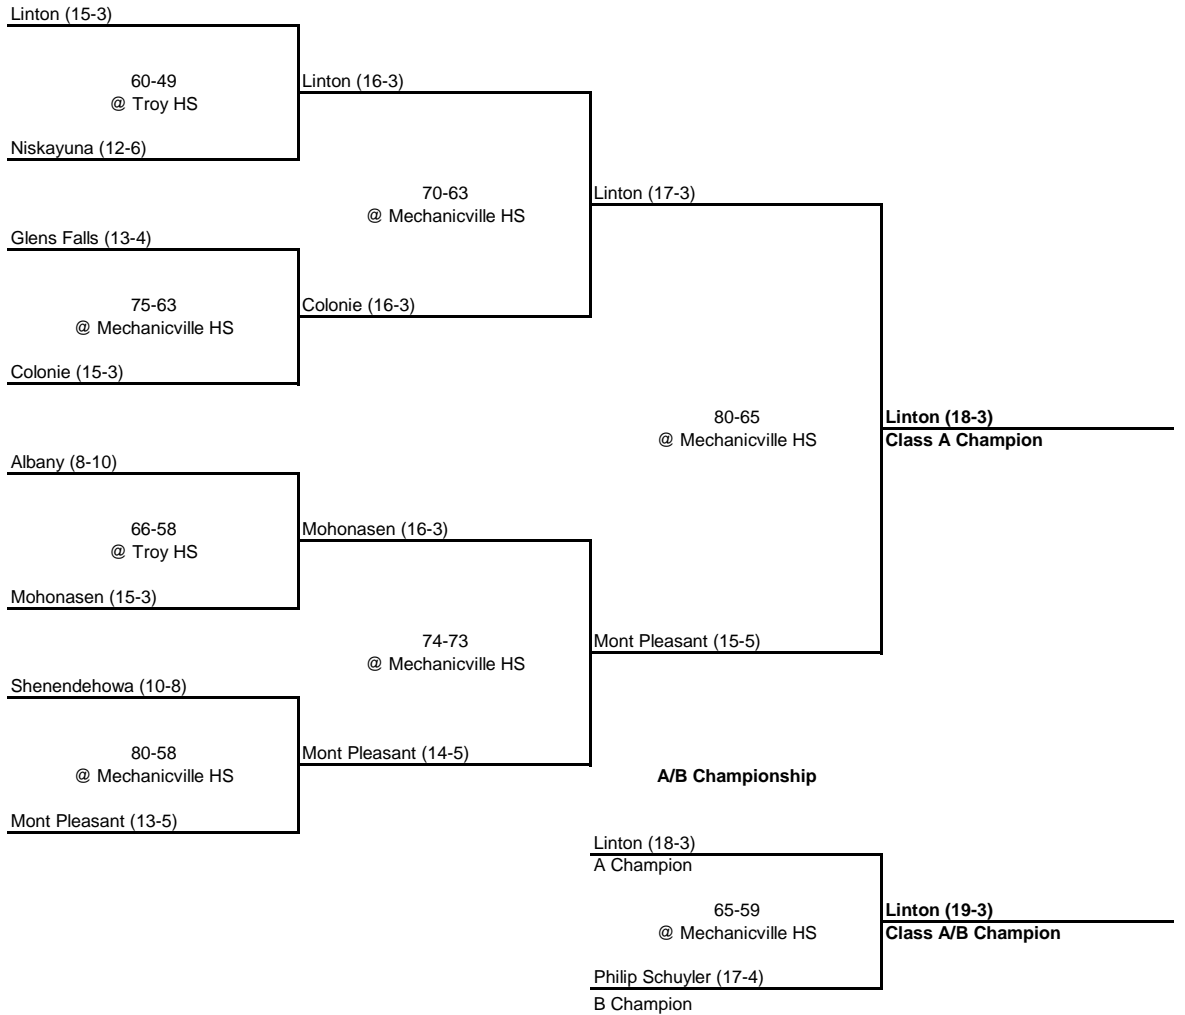 Linton (15-3)
60-49
@ Troy HS
Linton (16-3)
Niskayuna (12-6)
70-63
@ Mechanicville HS
Linton (17-3)
Glens Falls (13-4)
75-63
@ Mechanicville HS
Colonie (16-3)
Colonie (15-3)
80-65
@ Mechanicville HS
Linton (18-3)
Class A Champion
Albany (8-10)
66-58
@ Troy HS
Mohonasen (16-3)
Mohonasen (15-3)
74-73
@ Mechanicville HS
Mont Pleasant (15-5)
Shenendehowa (10-8)
80-58
@ Mechanicville HS
Mont Pleasant (14-5)
Mont Pleasant (13-5)
A/B Championship
Linton (18-3)
A Champion
65-59
@ Mechanicville HS
Linton (19-3)
Class A/B Champion
Philip Schuyler (17-4)
B Champion